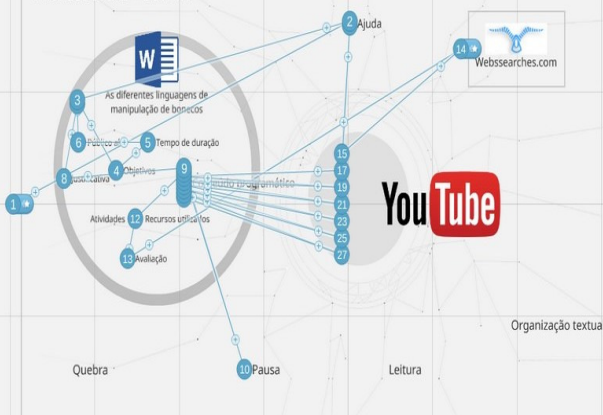 2 Ajuda
14
Webssearches.com
W
As diferentes linguagens de
manipulação de bonecos
3
6
5 Tempo de duração
4 Objetivos
8
9
15
17
19
21
23
25
27
You Tube
1
Atividades 12 Recursos utilizados
13 Avaliação
Organização textua
Quebra
10 Pausa
Leitura